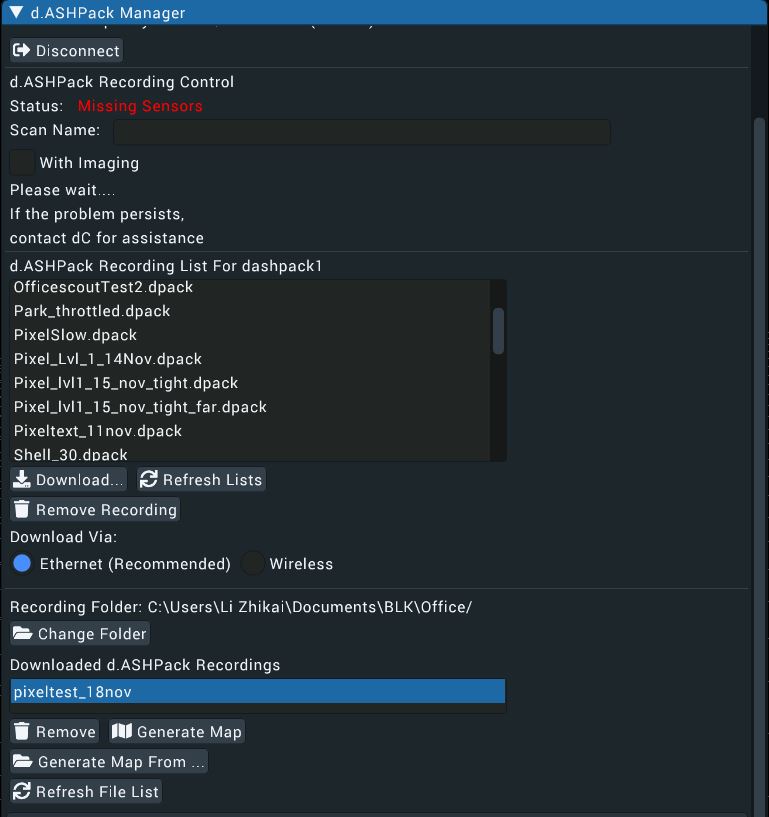 d.ASHPack Manager
Disconnect
d.ASHPack Recording Control
Status: Missing Sensors
Scan Name:
With Imaging
Please wait....
If the problem persists,
contact dC for assistance
d.ASHPack Recording List For dashpack1
OfficescoutTest2.dpack
Park_throttled.dpack
PixelSlow.dpack
Pixel_Lvl_1_14Nov.dpack
Pixel_lvl1_15_nov_tight.dpack
Pixel_lvl1_15_nov_tight_far.dpack
Pixeltext_11nov.dpack
Shell_30.dpack
Download... Refresh Lists
Remove Recording
Download Via:
Ethernet (Recommended) Wireless
Recording Folder: C:\Users\Li Zhikai\Documents\BLK\Office/
Change Folder
Downloaded d.ASHPack Recordings
pixeltest_18nov
Remove Generate Map
Generate Map From ...
Refresh File List